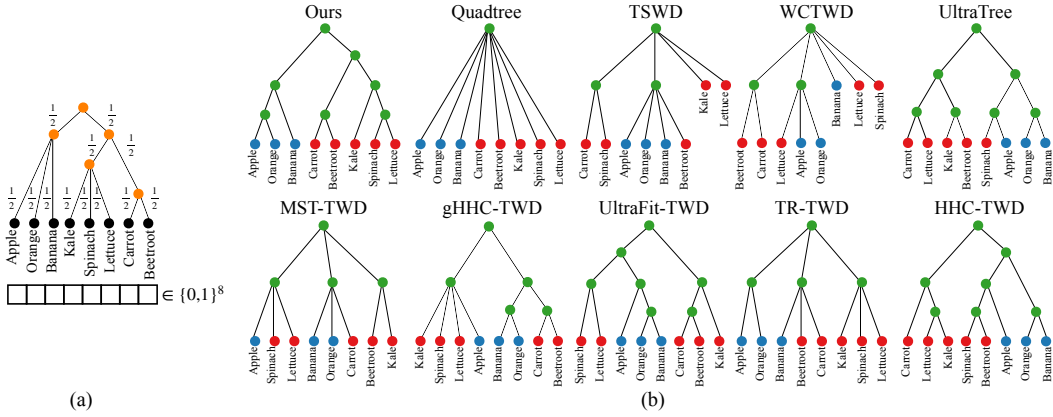 Ours
Quadtree
TSWD
WCTWD
UltraTree
1/2 1/2
1/2 1/2
1/2 1/2 1/2 1/2 1/2 1/2 1/2 1/2
Apple Orange Banana Kale Spinach Lettuce Carrot Beetroot
∈ {0,1}^8
Apple Orange Banana Carrot Beetroot Kale Spinach Lettuce
Apple Orange Banana Carrot Beetroot Kale Spinach Lettuce
Carrot Spinach Apple Orange Banana Beetroot Kale Lettuce
Beetroot Carrot Lettuce Apple Orange Banana Lettuce Spinach
Carrot Lettuce Kale Beetroot Spinach Apple Orange Banana
MST-TWD
gHHC-TWD
UltraFit-TWD
TR-TWD
HHC-TWD
Apple Spinach Lettuce Banana Orange Carrot Beetroot Kale
Kale Spinach Lettuce Apple Banana Orange Carrot Beetroot
Spinach Lettuce Apple Banana Orange Carrot Beetroot Kale
Apple Orange Banana Beetroot Carrot Kale Spinach Lettuce
Carrot Lettuce Kale Spinach Beetroot Apple Orange Banana
(a)
(b)